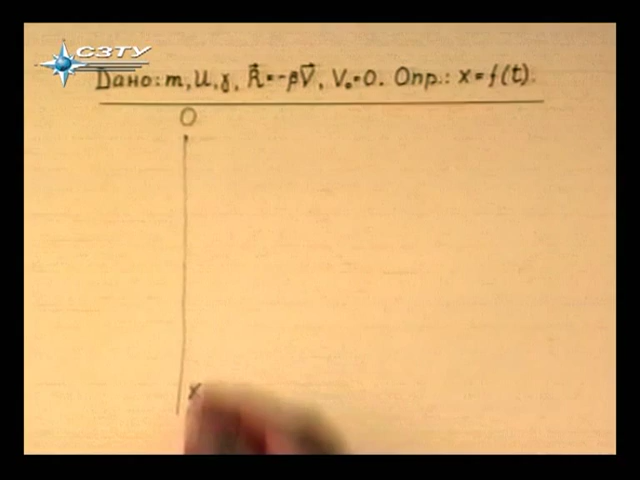 СЗТУ
Дано: m, U, γ, R⃗ = -βV⃗, V₀=0. Опр.: x = f(t).
O
x